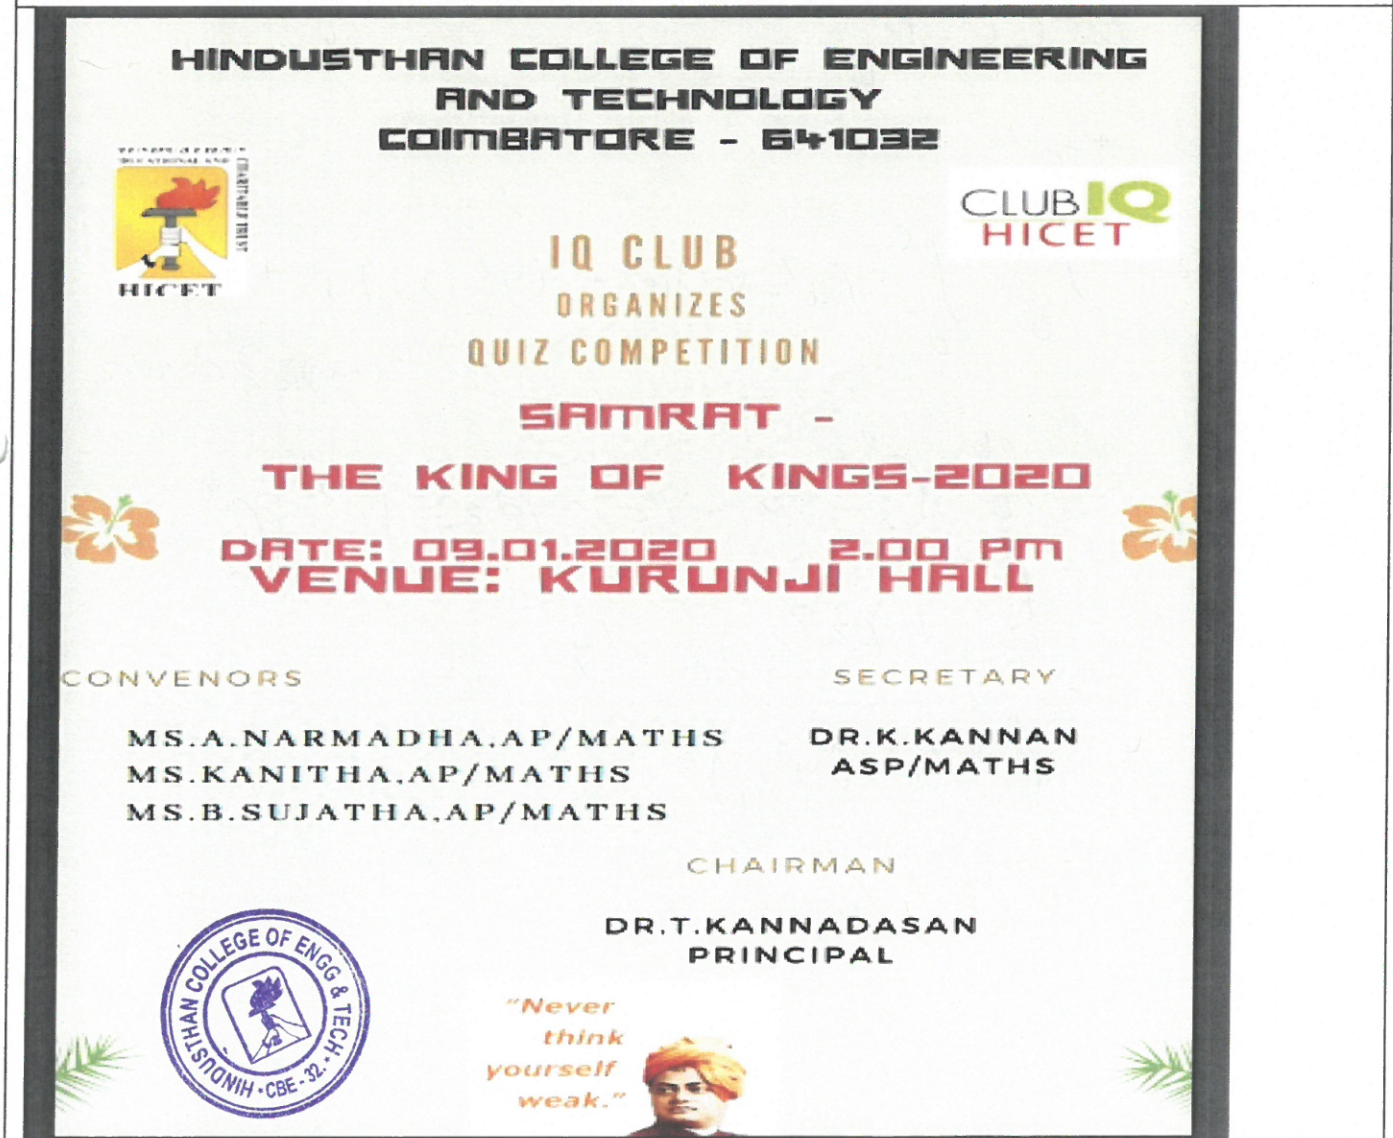 HINDUSTHAN COLLEGE OF ENGINEERING
AND TECHNOLOGY
COIMBATORE - 641032
CHARITABLE TRUST
HICET
CLUB IQ
HICET
IQ CLUB
ORGANIZES
QUIZ COMPETITION
SAMRAT -
THE KING OF KINGS-2020
DATE: 09.01.2020 2.00 PM
VENUE: KURUNJI HALL
CONVENORS
MS.A.NARMADHA,AP/MATHS
MS.KANITHA,AP/MATHS
MS.B.SUJATHA,AP/MATHS
SECRETARY
DR.K.KANNAN
ASP/MATHS
CHAIRMAN
DR.T.KANNADASAN
PRINCIPAL
HINDUSTHAN COLLEGE OF ENGG & TECH · CBE - 32 ·
"Never
think
yourself
weak."